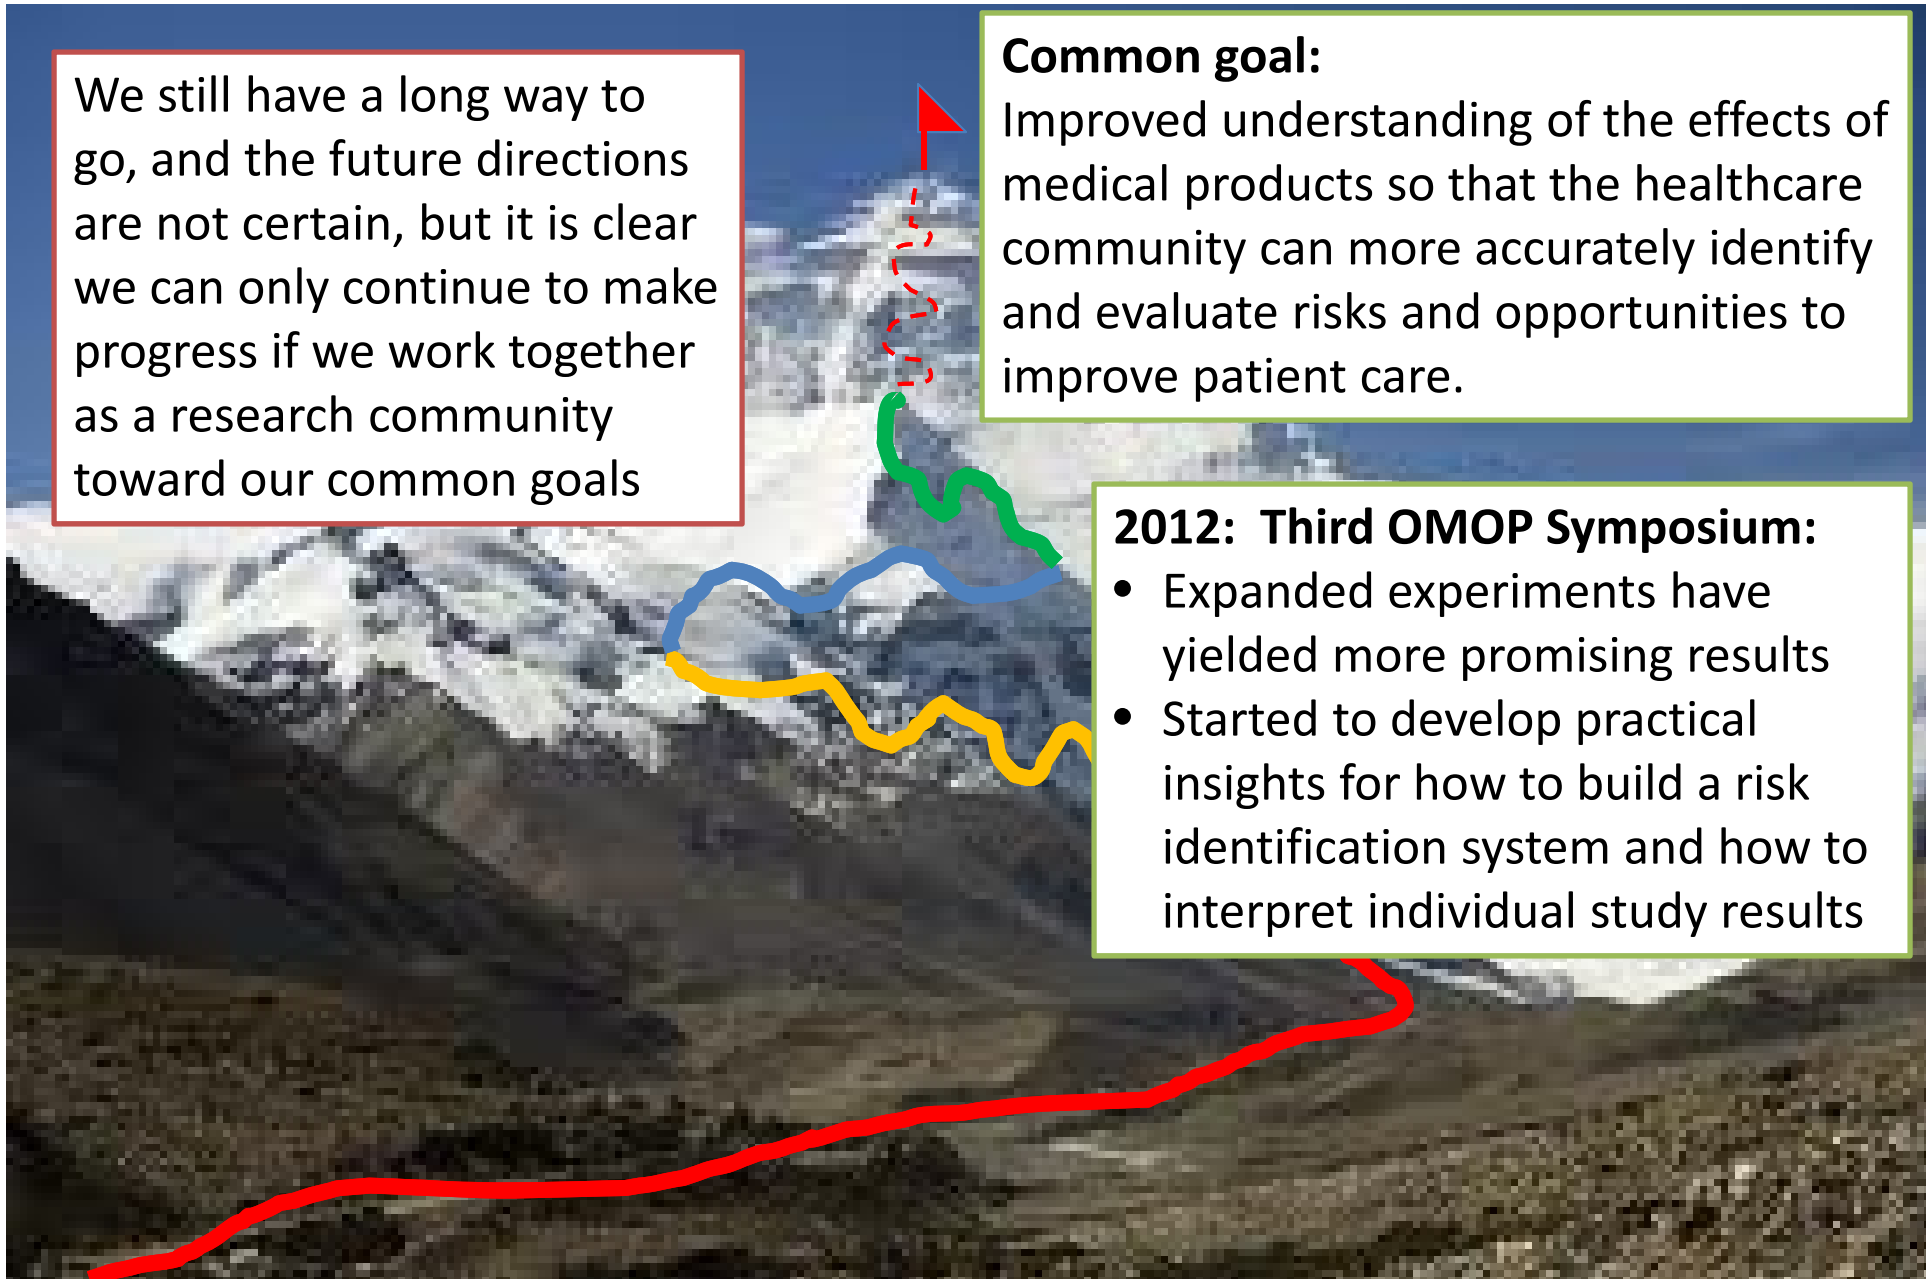 We still have a long way to
go, and the future directions
are not certain, but it is clear
we can only continue to make
progress if we work together
as a research community
toward our common goals
Common goal:
Improved understanding of the effects of
medical products so that the healthcare
community can more accurately identify
and evaluate risks and opportunities to
improve patient care.
2012:  Third OMOP Symposium:
• Expanded experiments have
yielded more promising results
• Started to develop practical
insights for how to build a risk
identification system and how to
interpret individual study results